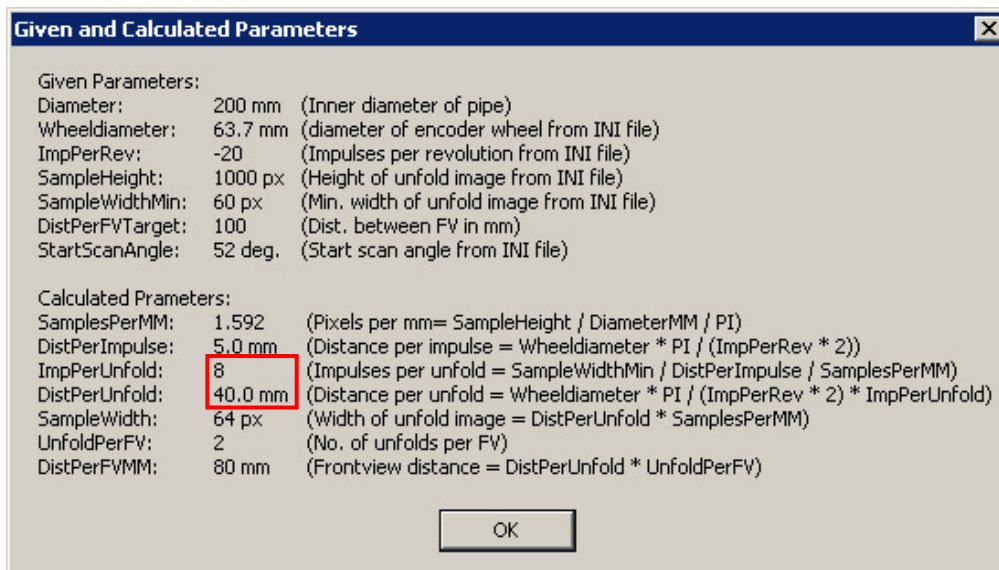 Given and Calculated Parameters
Given Parameters:
Diameter: 200 mm (Inner diameter of pipe)
Wheeldiameter: 63.7 mm (diameter of encoder wheel from INI file)
ImpPerRev: -20 (Impulses per revolution from INI file)
SampleHeight: 1000 px (Height of unfold image from INI file)
SampleWidthMin: 60 px (Min. width of unfold image from INI file)
DistPerFVTarget: 100 (Dist. between FV in mm)
StartScanAngle: 52 deg. (Start scan angle from INI file)
Calculated Prameters:
SamplesPerMM: 1.592 (Pixels per mm= SampleHeight / DiameterMM / PI)
DistPerImpulse: 5.0 mm (Distance per impulse = Wheeldiameter * PI / (ImpPerRev * 2))
ImpPerUnfold: 8 (Impulses per unfold = SampleWidthMin / DistPerImpulse / SamplesPerMM)
DistPerUnfold: 40.0 mm (Distance per unfold = Wheeldiameter * PI / (ImpPerRev * 2) * ImpPerUnfold)
SampleWidth: 64 px (Width of unfold image = DistPerUnfold * SamplesPerMM)
UnfoldPerFV: 2 (No. of unfolds per FV)
DistPerFVMM: 80 mm (Frontview distance = DistPerUnfold * UnfoldPerFV)
OK